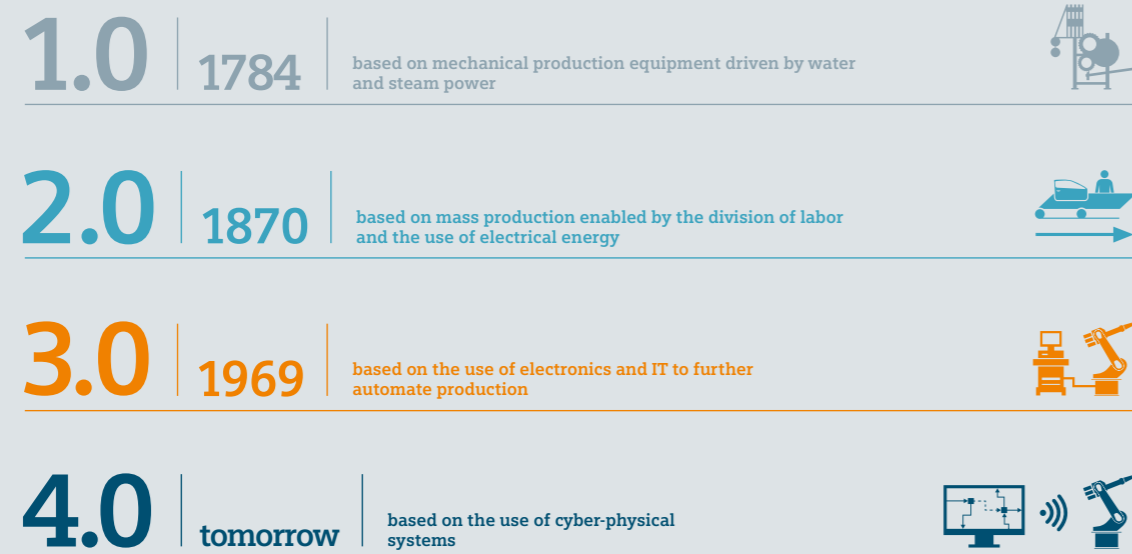 1.0
1784
based on mechanical production equipment driven by water
and steam power
2.0
1870
based on mass production enabled by the division of labor
and the use of electrical energy
3.0
1969
based on the use of electronics and IT to further
automate production
4.0
tomorrow
based on the use of cyber-physical
systems